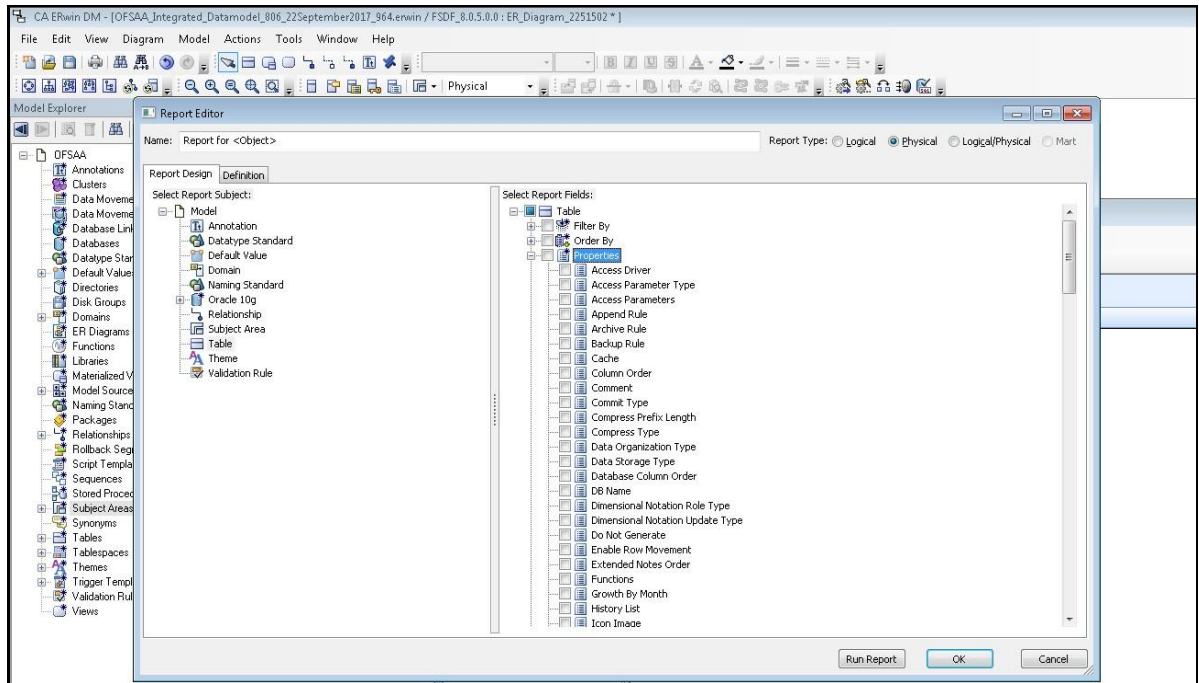 CA ERwin DM - [OFSAA_Integrated_Datamodel_806_22September2017_964.erwin / FSDF_8.0.5.0.0 : ER_Diagram_2251502 * ]
File Edit View Diagram Model Actions Tools Window Help
Physical
Model Explorer
OFSAA
Annotations
Clusters
Data Moveme
Data Moveme
Database Link
Databases
Datatype Star
Default Value
Directories
Disk Groups
Domains
ER Diagrams
Functions
Libraries
Materialized V
Model Source
Naming Stand
Packages
Relationships
Rollback Seg
Script Templa
Sequences
Stored Proced
Subject Areas
Synonyms
Tables
Tablespaces
Themes
Trigger Templ
Validation Rul
Views
Report Editor
Name: Report for <Object>
Report Type: Logical Physical Logical/Physical Mart
Report Design Definition
Select Report Subject:
Model
Annotation
Datatype Standard
Default Value
Domain
Naming Standard
Oracle 10g
Relationship
Subject Area
Table
Theme
Validation Rule
Select Report Fields:
Table
Filter By
Order By
Properties
Access Driver
Access Parameter Type
Access Parameters
Append Rule
Archive Rule
Backup Rule
Cache
Column Order
Comment
Commit Type
Compress Prefix Length
Compress Type
Data Organization Type
Data Storage Type
Database Column Order
DB Name
Dimensional Notation Role Type
Dimensional Notation Update Type
Do Not Generate
Enable Row Movement
Extended Notes Order
Functions
Growth By Month
History List
Icon Image
Run Report OK Cancel